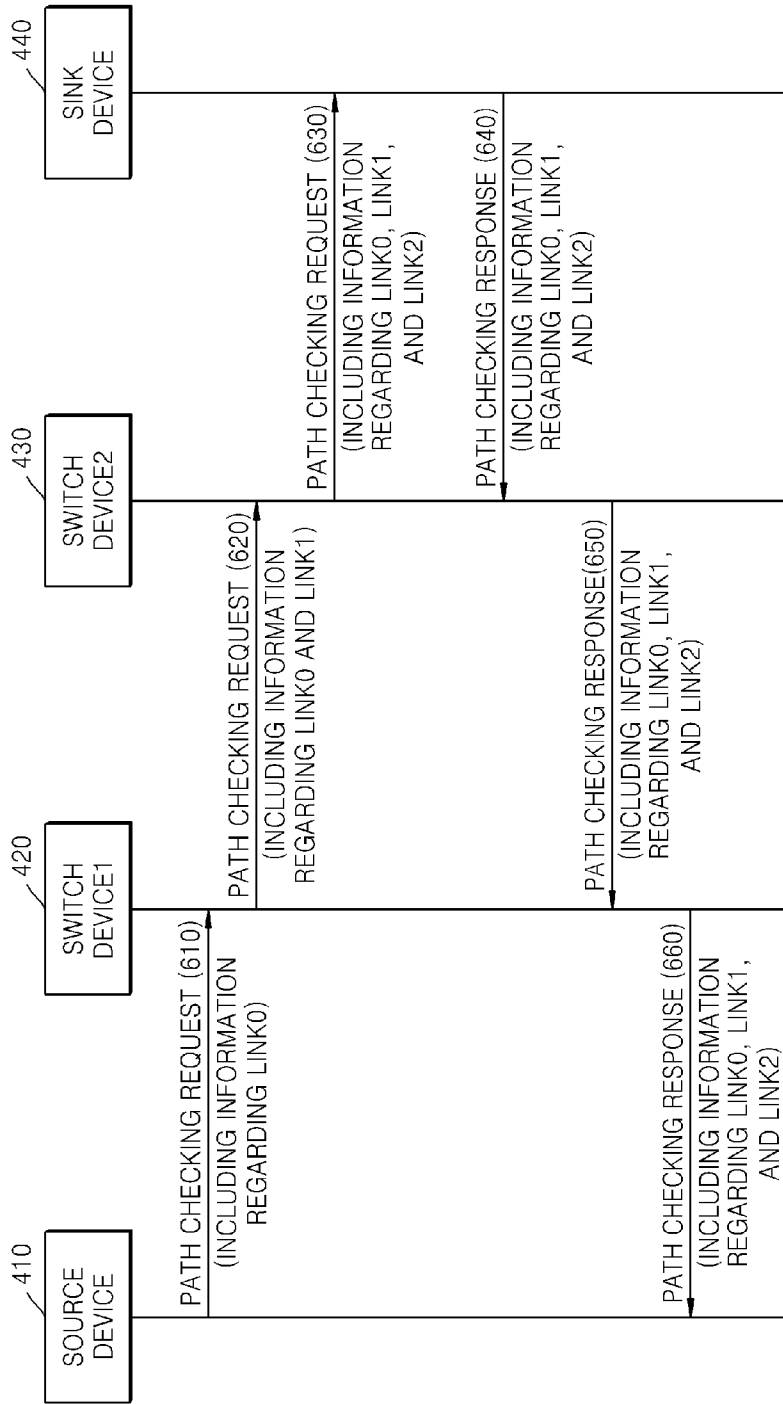 410
SOURCE
DEVICE
420
SWITCH
DEVICE1
430
SWITCH
DEVICE2
440
SINK
DEVICE
PATH CHECKING REQUEST (610)
(INCLUDING INFORMATION
REGARDING LINK0)
PATH CHECKING REQUEST (620)
(INCLUDING INFORMATION
REGARDING LINK0 AND LINK1)
PATH CHECKING REQUEST (630)
(INCLUDING INFORMATION
REGARDING LINK0, LINK1,
AND LINK2)
PATH CHECKING RESPONSE (640)
(INCLUDING INFORMATION
REGARDING LINK0, LINK1,
AND LINK2)
PATH CHECKING RESPONSE(650)
(INCLUDING INFORMATION
REGARDING LINK0, LINK1,
AND LINK2)
PATH CHECKING RESPONSE (660)
(INCLUDING INFORMATION
REGARDING LINK0, LINK1,
AND LINK2)